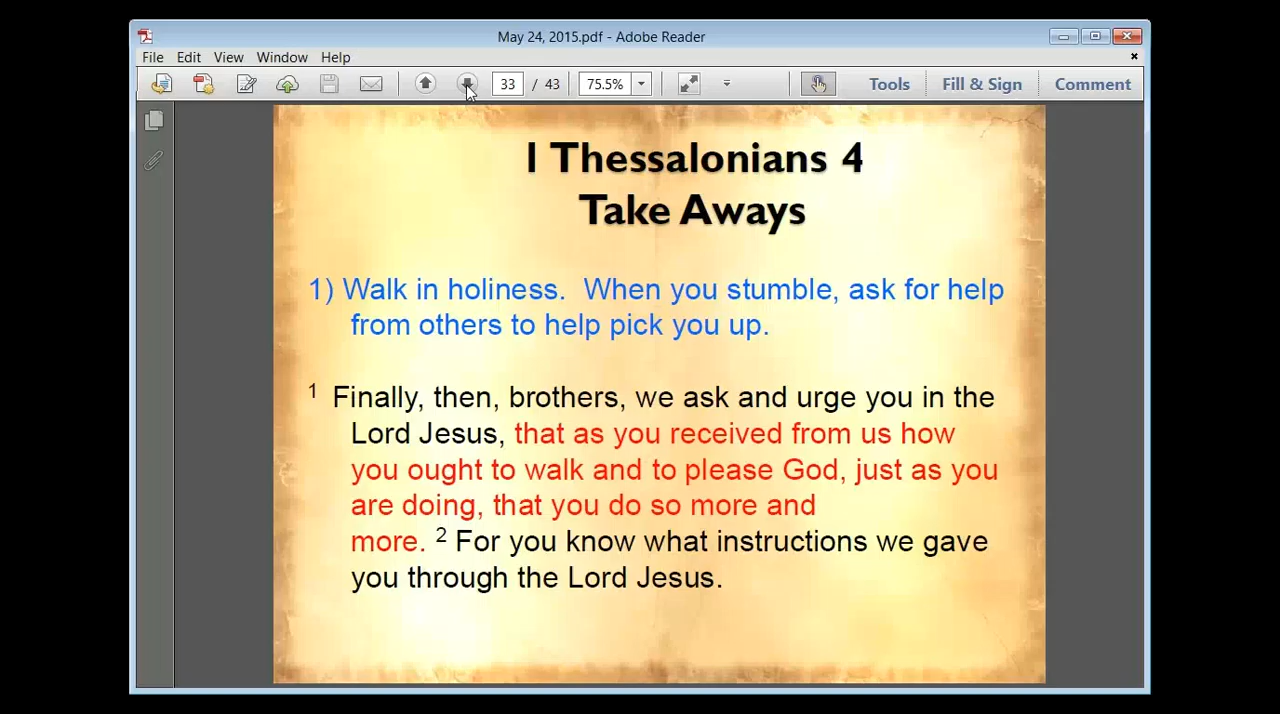 May 24, 2015.pdf - Adobe Reader
File Edit View Window Help
33 / 43 75.5% Tools Fill & Sign Comment
I Thessalonians 4
Take Aways
1) Walk in holiness.  When you stumble, ask for help
from others to help pick you up.
1 Finally, then, brothers, we ask and urge you in the
Lord Jesus, that as you received from us how
you ought to walk and to please God, just as you
are doing, that you do so more and
more. 2 For you know what instructions we gave
you through the Lord Jesus.